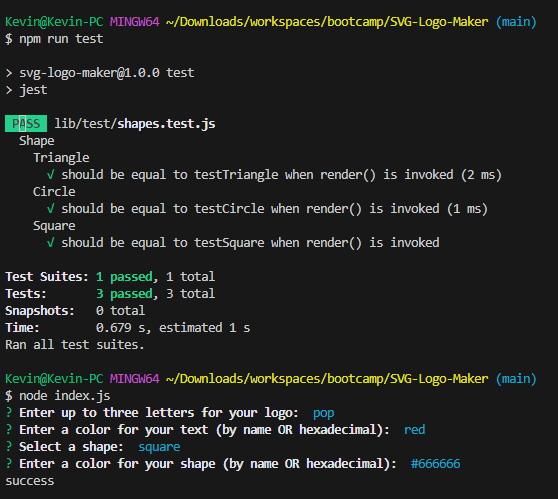 Kevin@Kevin-PC MINGW64 ~/Downloads/workspaces/bootcamp/SVG-Logo-Maker (main)
$ npm run test
> svg-logo-maker@1.0.0 test
> jest
PASS lib/test/shapes.test.js
Shape
Triangle
√ should be equal to testTriangle when render() is invoked (2 ms)
Circle
√ should be equal to testCircle when render() is invoked (1 ms)
Square
√ should be equal to testSquare when render() is invoked
Test Suites: 1 passed, 1 total
Tests: 3 passed, 3 total
Snapshots: 0 total
Time: 0.679 s, estimated 1 s
Ran all test suites.
Kevin@Kevin-PC MINGW64 ~/Downloads/workspaces/bootcamp/SVG-Logo-Maker (main)
$ node index.js
? Enter up to three letters for your logo: pop
? Enter a color for your text (by name OR hexadecimal): red
? Select a shape: square
? Enter a color for your shape (by name OR hexadecimal): #666666
success